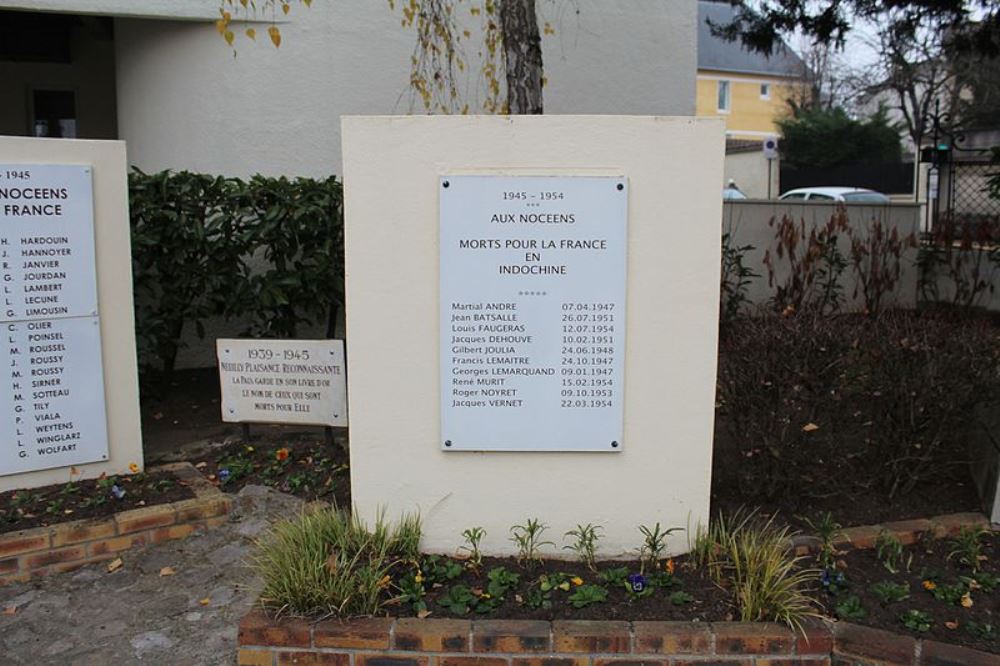 - 1945
NOCEENS
FRANCE
H. HARDOUIN
J. HANNOYER
R. JANVIER
G. JOURDAN
L. LAMBERT
L. LECUNE
G. LIMOUSIN
C. OLIER
L. POINSEL
M. ROUSSEL
J. ROUSSY
M. ROUSSY
H. SIRNER
M. SOTTEAU
G. TILY
P. VIALA
L. WEYTENS
L. WINGLARZ
G. WOLFART
1939-1945
NEUILLY PLAISANCE RECONNAISSANTE
LA PAIX GARDE EN SON LIVRE D'OR
LE NOM DE CEUX QUI SONT
MORTS POUR ELLE
1945 - 1954
***
AUX NOCEENS
MORTS POUR LA FRANCE
EN
INDOCHINE
*****
Martial ANDRE 07.04.1947
Jean BATSALLE 26.07.1951
Louis FAUGERAS 12.07.1954
Jacques DEHOUVE 10.02.1951
Gilbert JOULIA 24.06.1948
Francis LEMAITRE 24.10.1947
Georges LEMARQUAND 09.01.1947
René MURIT 15.02.1954
Roger NOYRET 09.10.1953
Jacques VERNET 22.03.1954